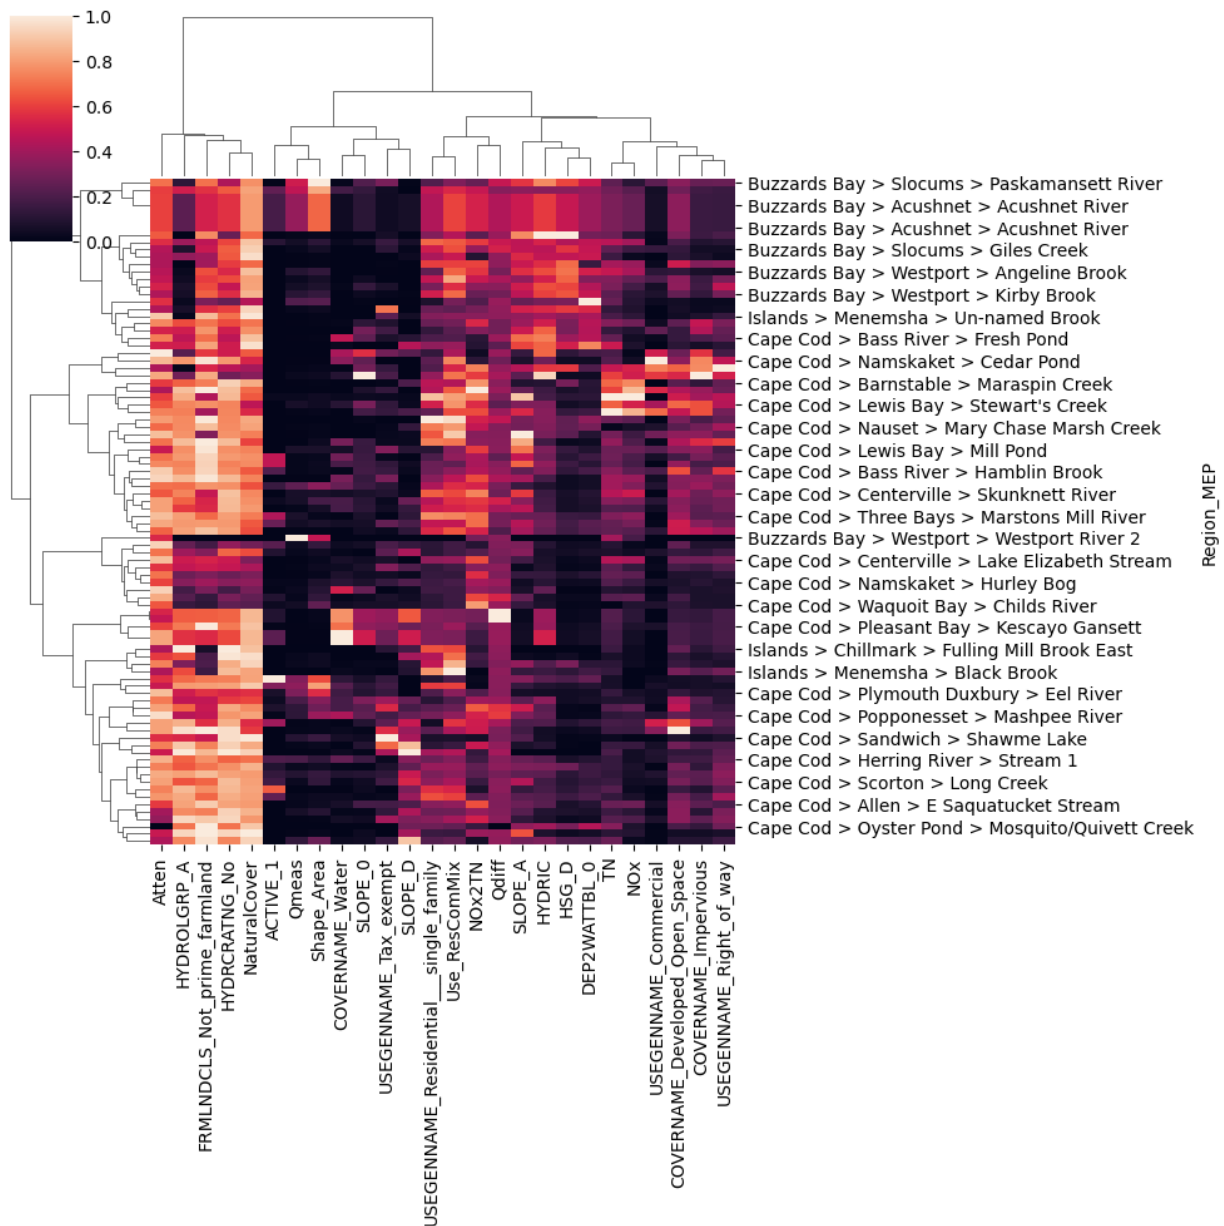 1.0
0.8
0.6
0.4
0.2
0.0
Buzzards Bay > Slocums > Paskamansett River
Buzzards Bay > Acushnet > Acushnet River
Buzzards Bay > Acushnet > Acushnet River
Buzzards Bay > Slocums > Giles Creek
Buzzards Bay > Westport > Angeline Brook
Buzzards Bay > Westport > Kirby Brook
Islands > Menemsha > Un-named Brook
Cape Cod > Bass River > Fresh Pond
Cape Cod > Namskaket > Cedar Pond
Cape Cod > Barnstable > Maraspin Creek
Cape Cod > Lewis Bay > Stewart's Creek
Cape Cod > Nauset > Mary Chase Marsh Creek
Cape Cod > Lewis Bay > Mill Pond
Cape Cod > Bass River > Hamblin Brook
Cape Cod > Centerville > Skunknett River
Cape Cod > Three Bays > Marstons Mill River
Buzzards Bay > Westport > Westport River 2
Cape Cod > Centerville > Lake Elizabeth Stream
Cape Cod > Namskaket > Hurley Bog
Cape Cod > Waquoit Bay > Childs River
Cape Cod > Pleasant Bay > Kescayo Gansett
Islands > Chillmark > Fulling Mill Brook East
Islands > Menemsha > Black Brook
Cape Cod > Plymouth Duxbury > Eel River
Cape Cod > Popponesset > Mashpee River
Cape Cod > Sandwich > Shawme Lake
Cape Cod > Herring River > Stream 1
Cape Cod > Scorton > Long Creek
Cape Cod > Allen > E Saquatucket Stream
Cape Cod > Oyster Pond > Mosquito/Quivett Creek
Region_MEP
Atten
HYDROLGRP_A
FRMLNDCLS_Not_prime_farmland
HYDRCRATNG_No
NaturalCover
ACTIVE_1
Qmeas
Shape_Area
COVERNAME_Water
SLOPE_0
USEGENNAME_Tax_exempt
SLOPE_D
USEGENNAME_Residential___single_family
Use_ResComMix
NOx2TN
Qdiff
SLOPE_A
HYDRIC
HSG_D
DEP2WATTBL_0
TN
NOx
USEGENNAME_Commercial
COVERNAME_Developed_Open_Space
COVERNAME_Impervious
USEGENNAME_Right_of_way